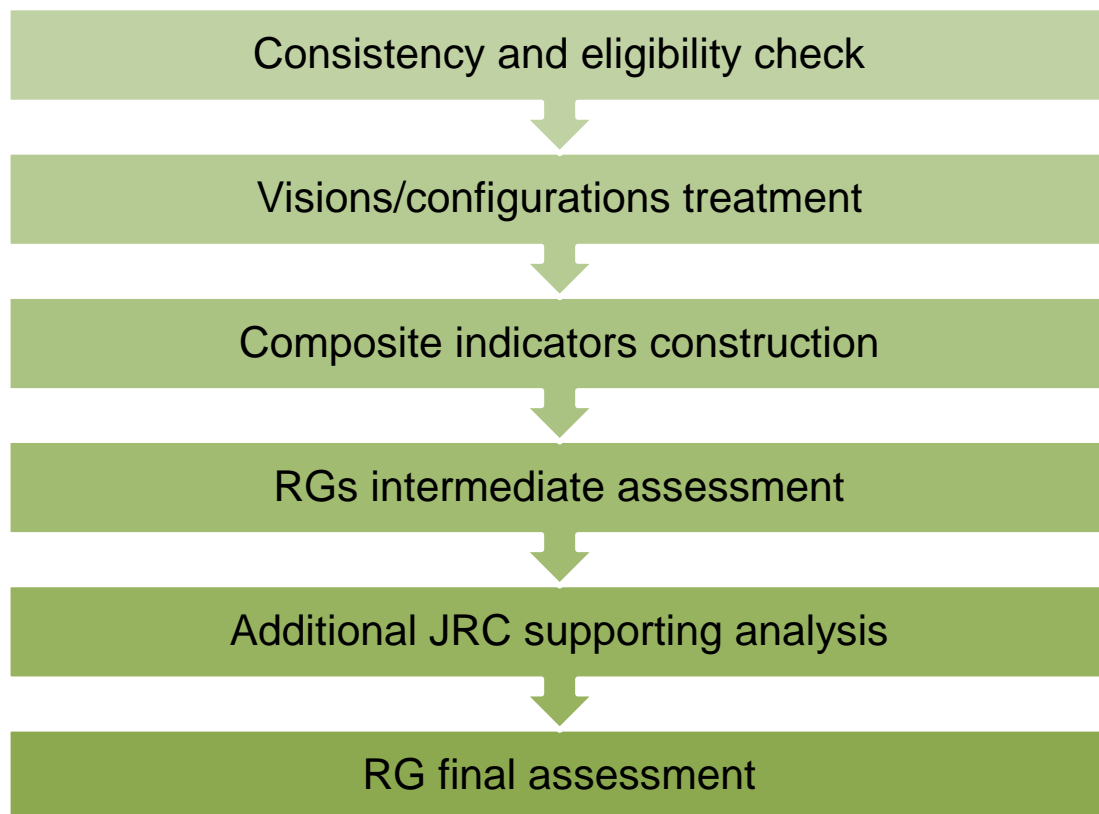 Consistency and eligibility check
Visions/configurations treatment
Composite indicators construction
RGs intermediate assessment
Additional JRC supporting analysis
RG final assessment